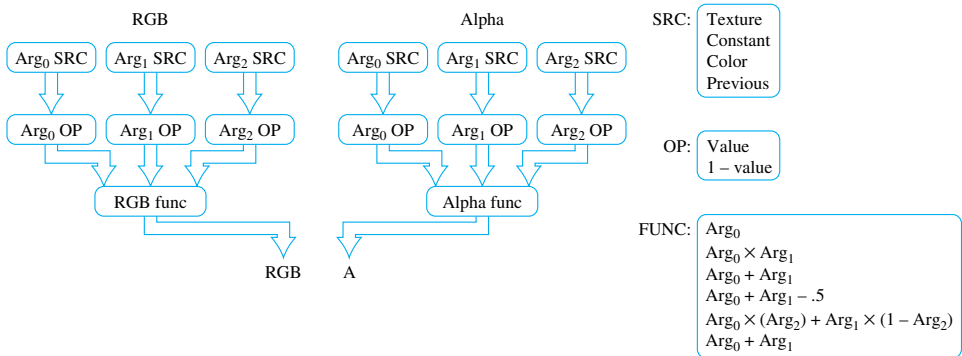 RGB
Arg₀ SRC Arg₁ SRC Arg₂ SRC
Arg₀ OP Arg₁ OP Arg₂ OP
RGB func
RGB
Alpha
Arg₀ SRC Arg₁ SRC Arg₂ SRC
Arg₀ OP Arg₁ OP Arg₂ OP
Alpha func
A
SRC: Texture
Constant
Color
Previous
OP: Value
1 – value
FUNC: Arg₀
Arg₀ × Arg₁
Arg₀ + Arg₁
Arg₀ + Arg₁ – .5
Arg₀ × (Arg₂) + Arg₁ × (1 – Arg₂)
Arg₀ + Arg₁